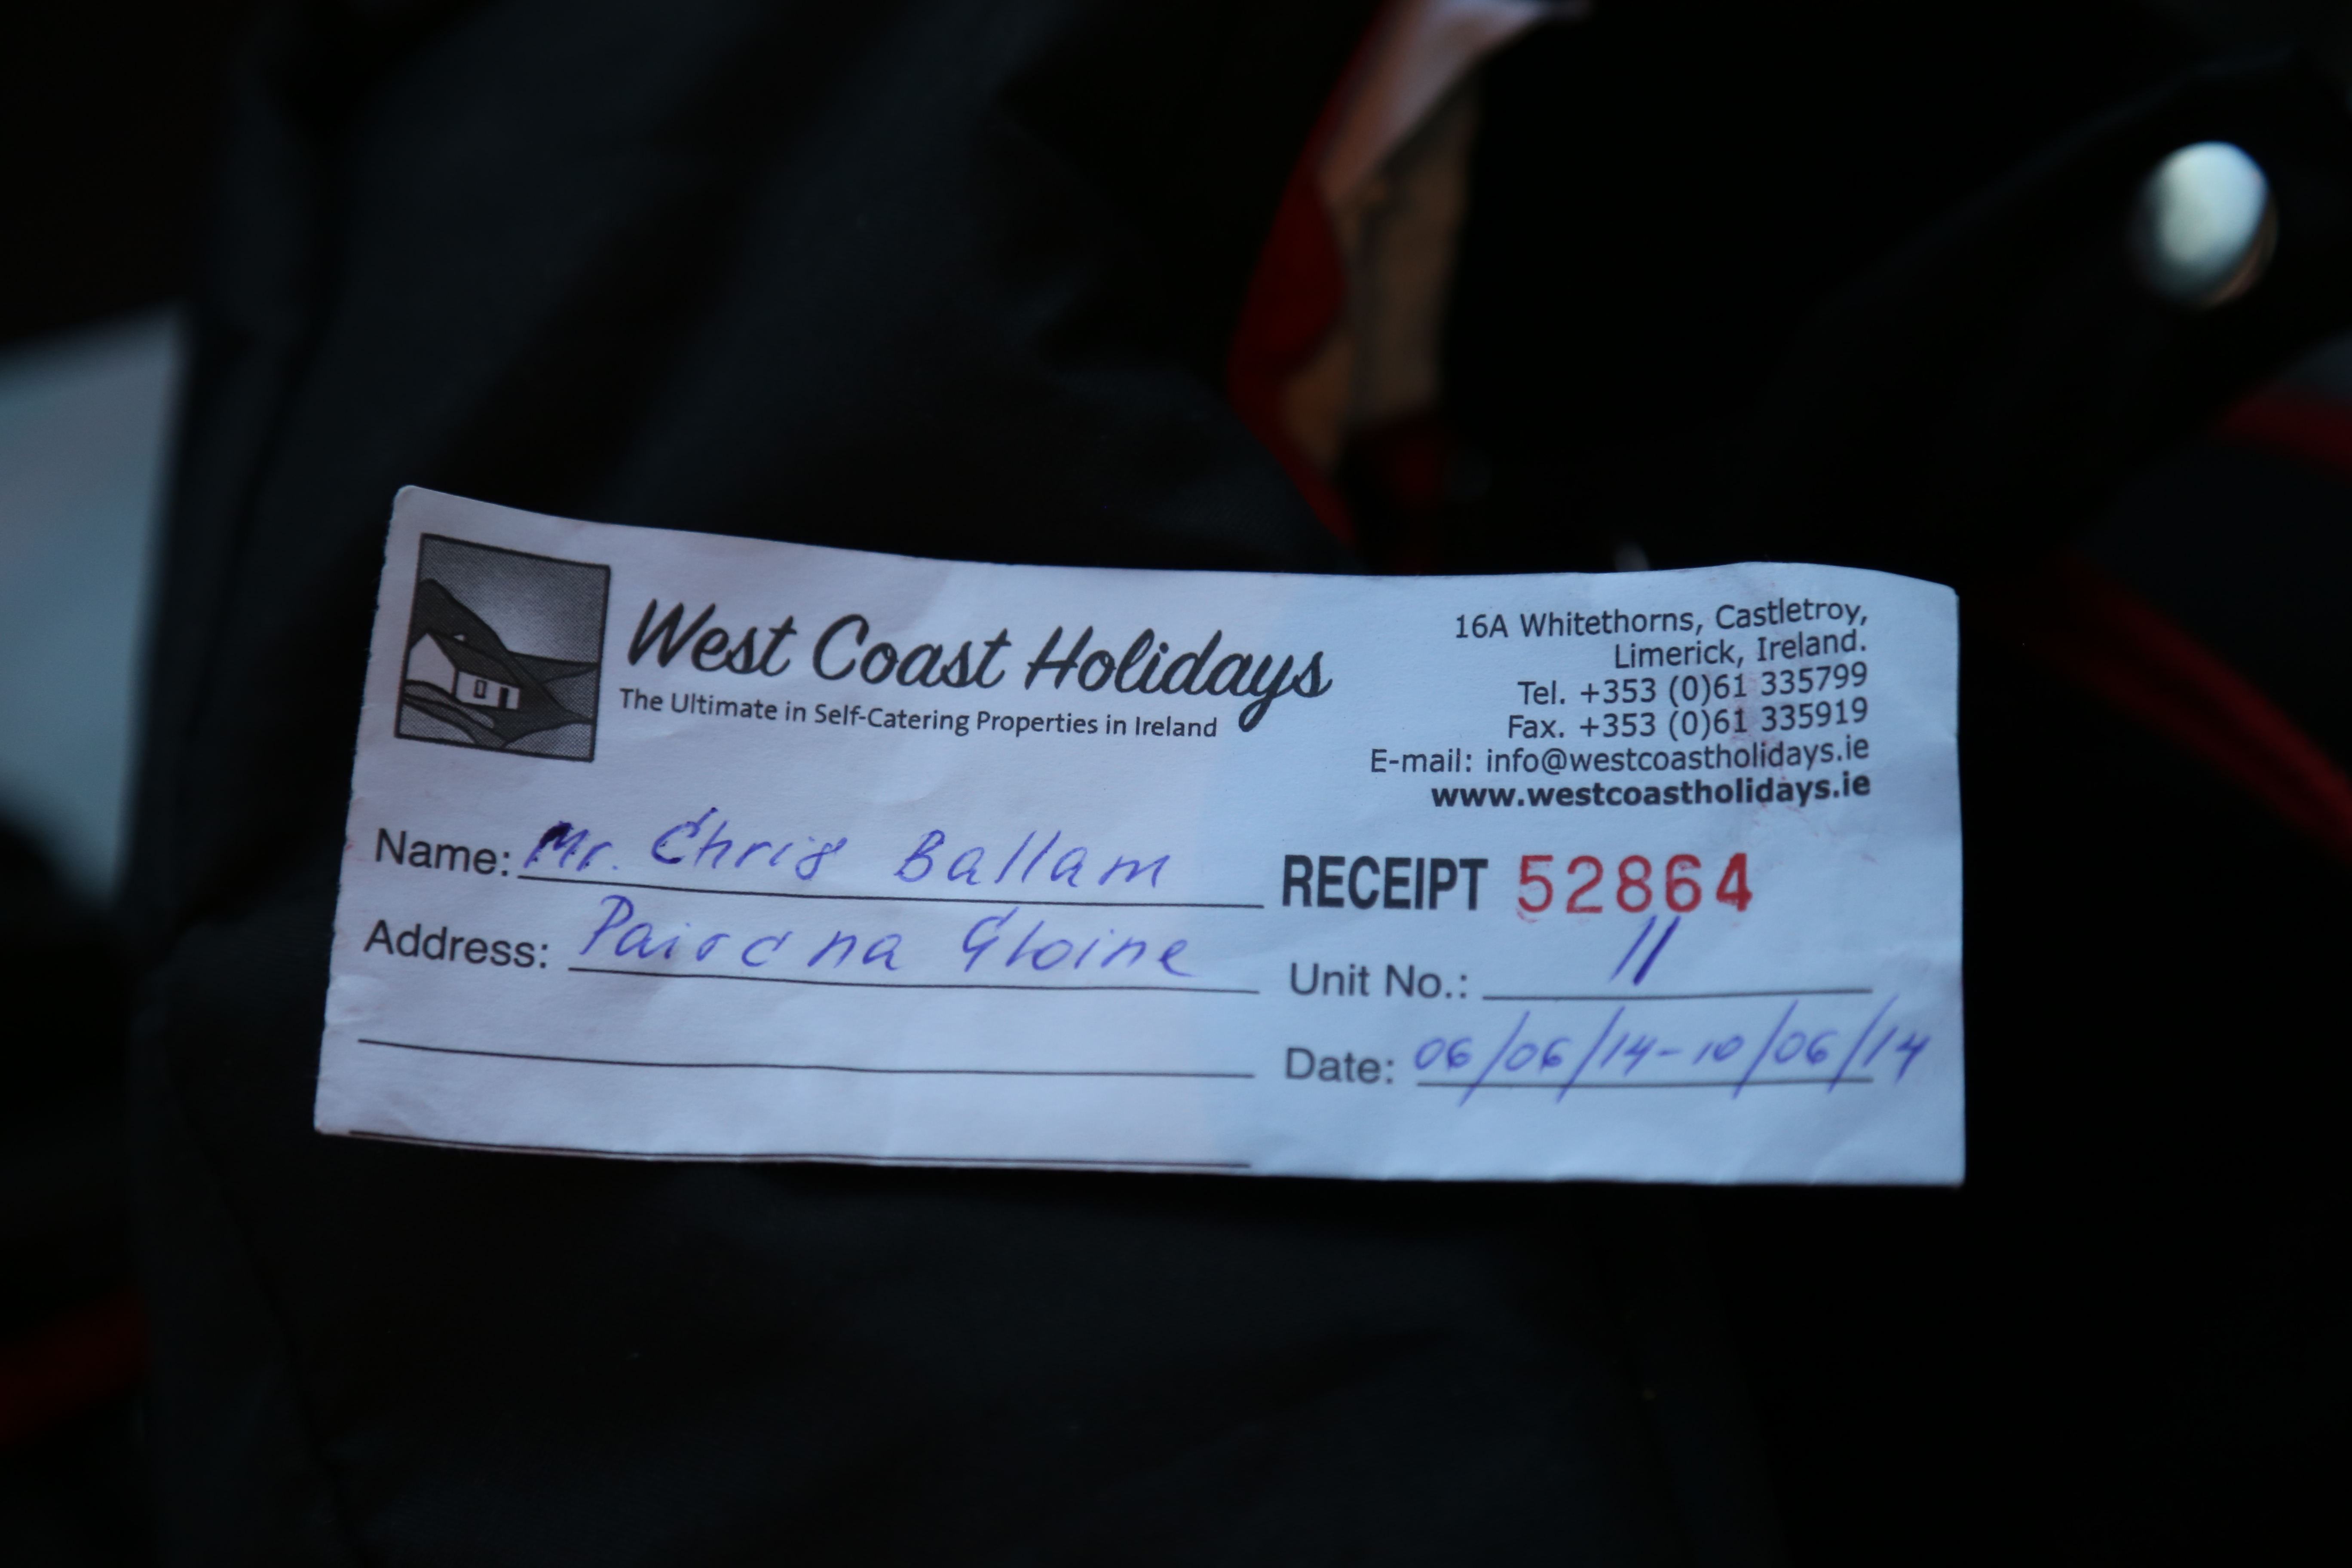 West Coast Holidays
The Ultimate in Self-Catering Properties in Ireland
16A Whitethorns, Castletroy,
Limerick, Ireland.
Tel. +353 (0)61 335799
Fax. +353 (0)61 335919
E-mail: info@westcoastholidays.ie
www.westcoastholidays.ie
Name: Mr. Chris Ballam
RECEIPT 52864
Address: Pairc na Gloine
Unit No.: 11
Date: 06/06/14-10/06/14